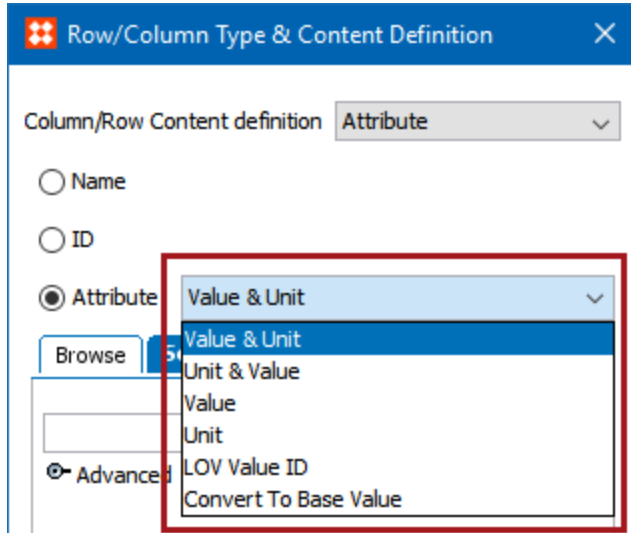 Row/Column Type & Content Definition
Column/Row Content definition Attribute
Name
ID
Attribute Value & Unit
Value & Unit
Browse
Unit & Value
Value
Unit
LOV Value ID
Advanced
Convert To Base Value